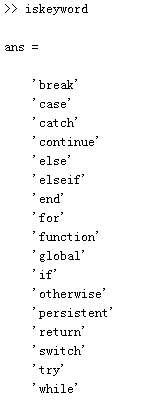 >> iskeyword
ans =
'break'
'case'
'catch'
'continue'
'else'
'elseif'
'end'
'for'
'function'
'global'
'if'
'otherwise'
'persistent'
'return'
'switch'
'try'
'while'